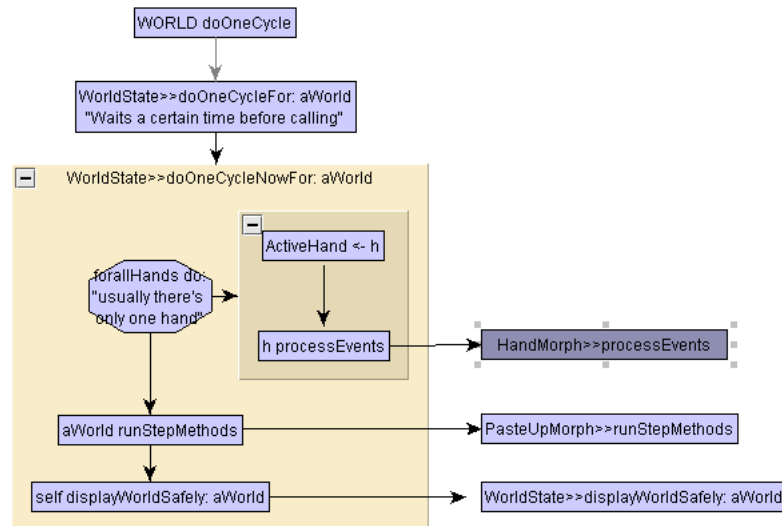 WORLD doOneCycle
WorldState>>doOneCycleFor: aWorld
"Waits a certain time before calling"
WorldState>>doOneCycleNowFor: aWorld
ActiveHand <- h
forallHands do:
"usually there's
only one hand"
h processEvents
HandMorph>>processEvents
aWorld runStepMethods
PasteUpMorph>>runStepMethods
self displayWorldSafely: aWorld
WorldState>>displayWorldSafely: aWorld